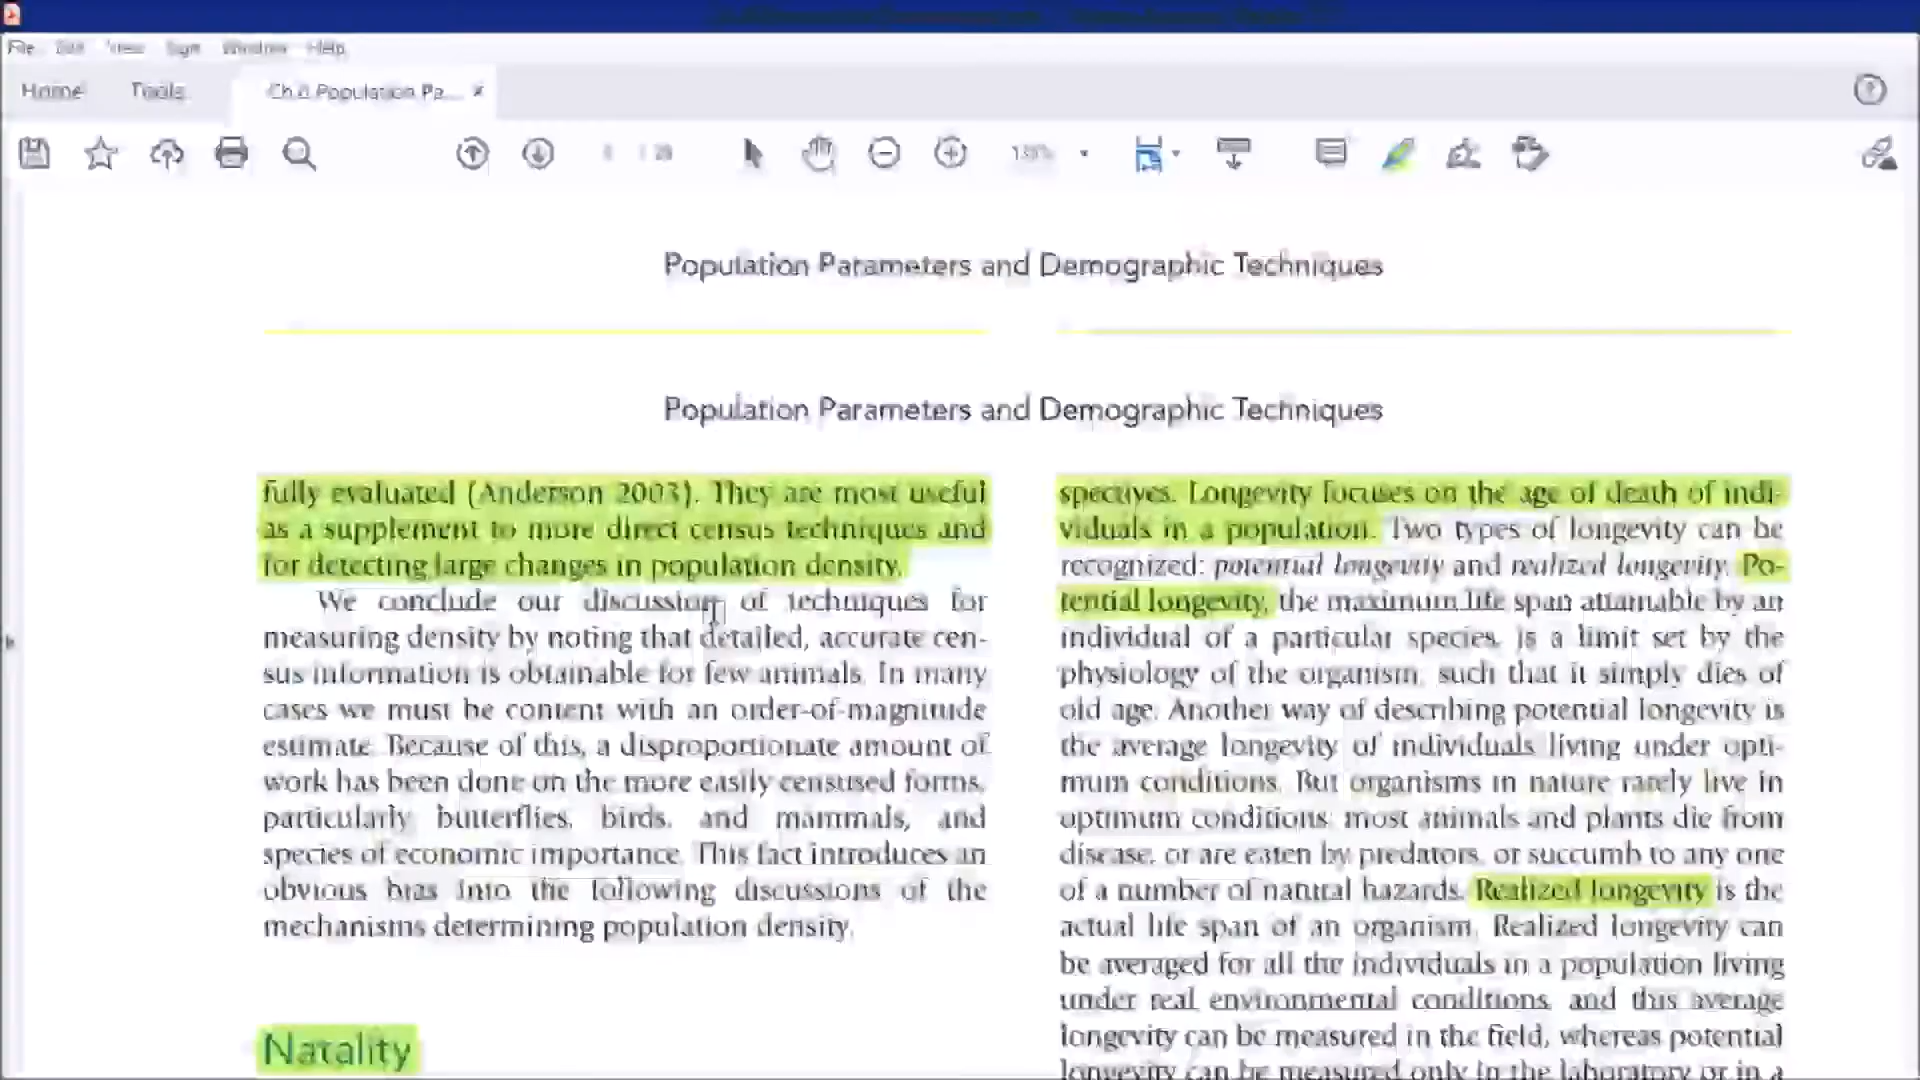 File Edit View Sign Window Help
Home Tools Ch.8 Population Pa... ×
Population Parameters and Demographic Techniques
Population Parameters and Demographic Techniques
fully evaluated (Anderson 2003). They are most useful
as a supplement to more direct census techniques and
for detecting large changes in population density.
We conclude our discussion of techniques for
measuring density by noting that detailed, accurate cen-
sus information is obtainable for few animals. In many
cases we must be content with an order-of-magnitude
estimate. Because of this, a disproportionate amount of
work has been done on the more easily censused forms,
particularly butterflies, birds, and mammals, and
species of economic importance. This fact introduces an
obvious bias into the following discussions of the
mechanisms determining population density.
Natality
spectives. Longevity focuses on the age of death of indi-
viduals in a population. Two types of longevity can be
recognized: potential longevity and realized longevity. Po-
tential longevity, the maximum life span attainable by an
individual of a particular species, is a limit set by the
physiology of the organism, such that it simply dies of
old age. Another way of describing potential longevity is
the average longevity of individuals living under opti-
mum conditions. But organisms in nature rarely live in
optimum conditions; most animals and plants die from
disease, or are eaten by predators, or succumb to any one
of a number of natural hazards. Realized longevity is the
actual life span of an organism. Realized longevity can
be averaged for all the individuals in a population living
under real environmental conditions, and this average
longevity can be measured in the field, whereas potential
longevity can be measured only in the laboratory or in a